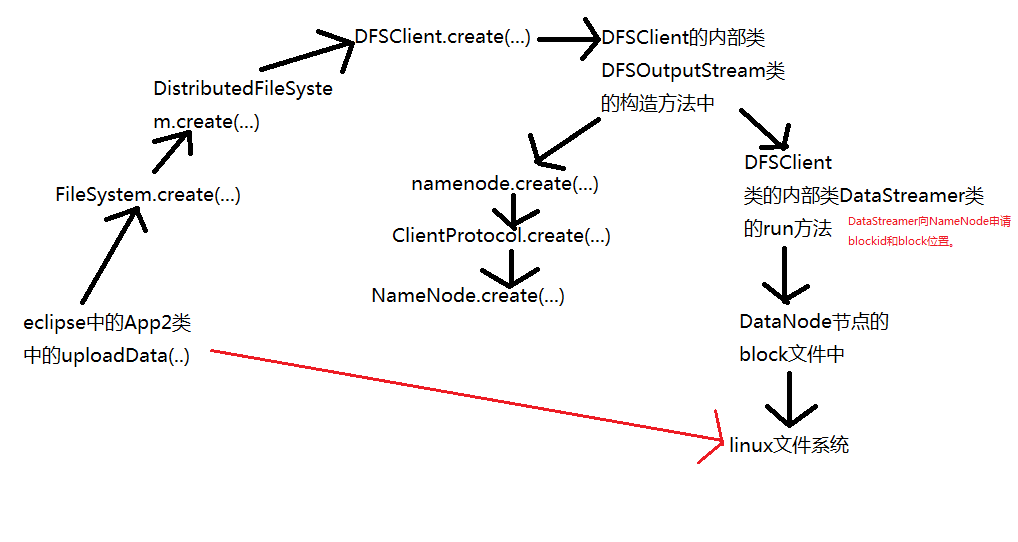 DFSClient.create(...)
DFSClient的内部类
DFSOutputStream类
的构造方法中
DistributedFileSyste
m.create(...)
FileSystem.create(...)
namenode.create(...)
ClientProtocol.create(...)
NameNode.create(...)
DFSClient
类的内部类DataStreamer类
的run方法
DataStreamer向NameNode申请
blockid和block位置。
eclipse中的App2类
中的uploadData(..)
DataNode节点的
block文件中
linux文件系统